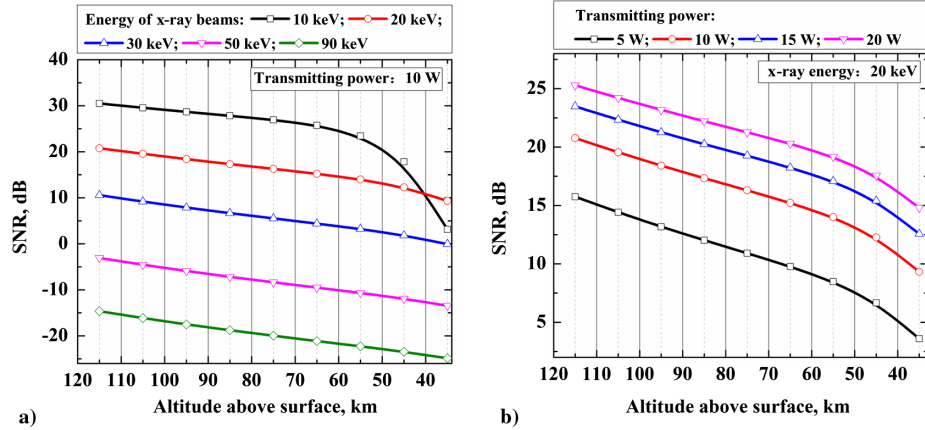 Energy of x-ray beams: 10 keV; 20 keV;
30 keV; 50 keV; 90 keV
Transmitting power: 10 W
SNR, dB
40
30
20
10
0
-10
-20
120 110 100 90 80 70 60 50 40
Altitude above surface, km
a)
Transmitting power:
5 W; 10 W; 15 W; 20 W
x-ray energy: 20 keV
SNR, dB
25
20
15
10
5
120 110 100 90 80 70 60 50 40
Altitude above surface, km
b)